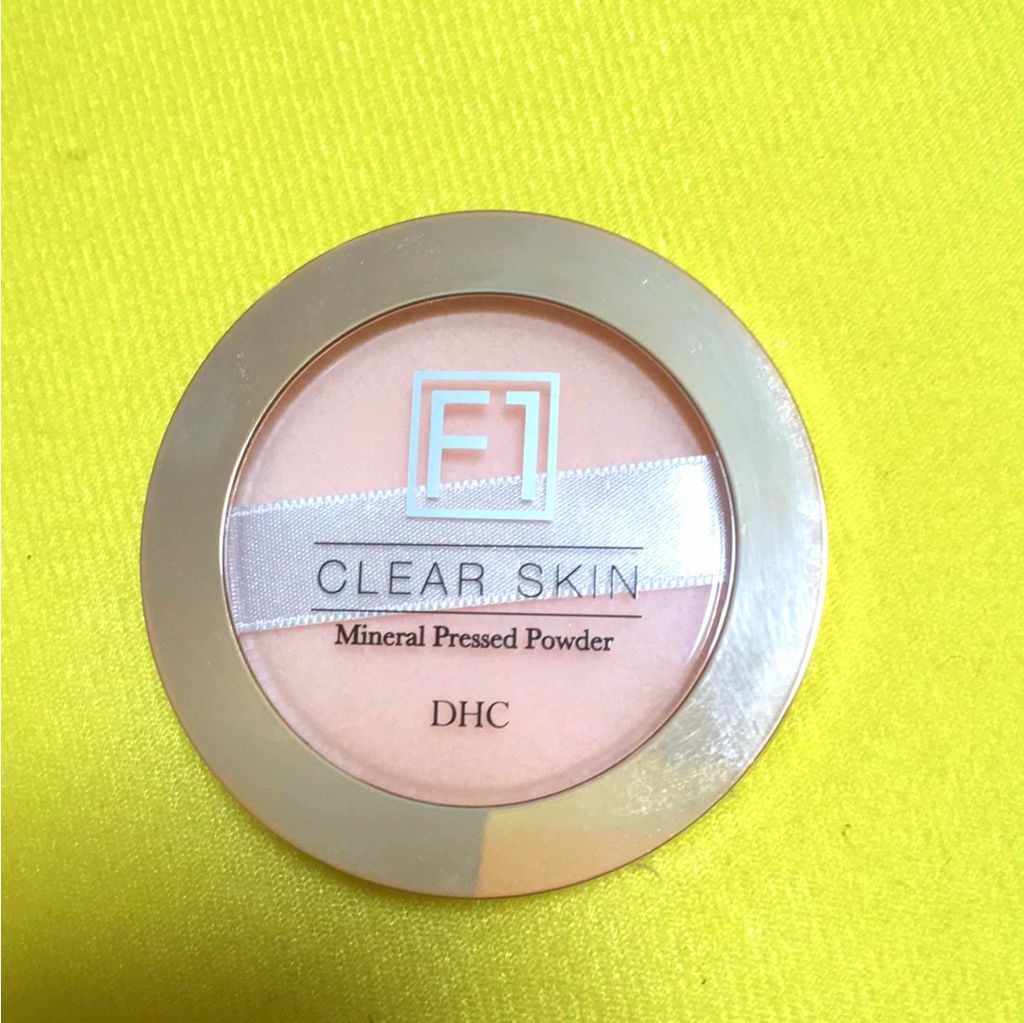 F1
CLEAR SKIN
Mineral Pressed Powder
DHC